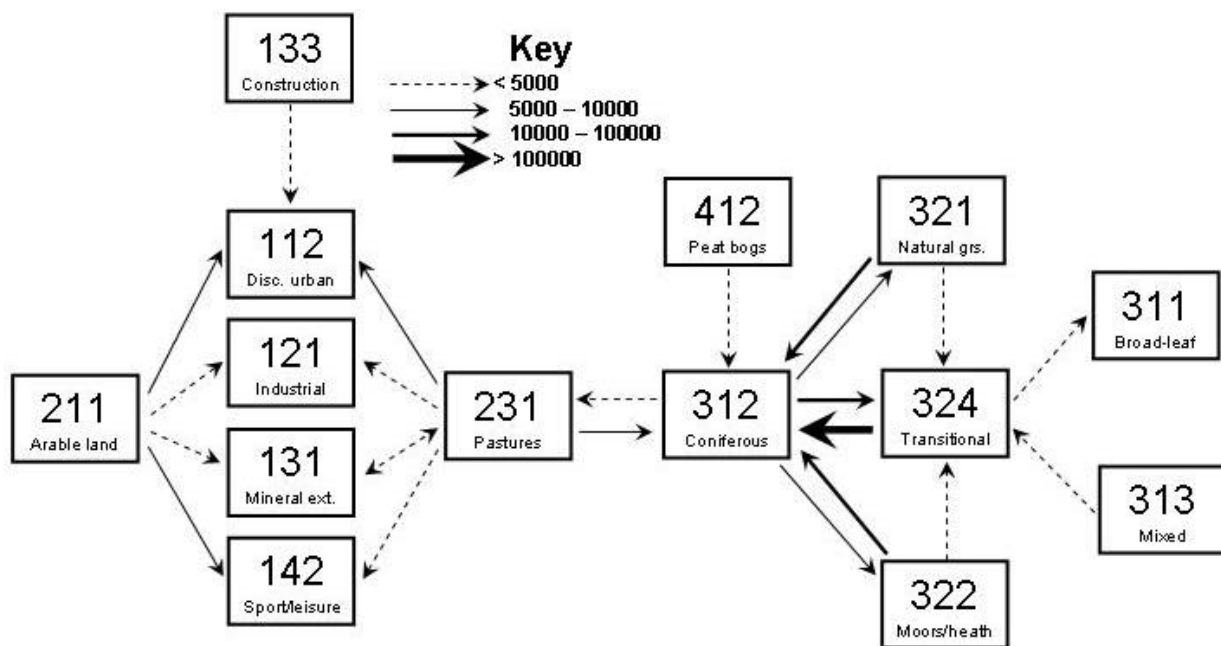 133
Construction
Key
< 5000
5000 – 10000
10000 – 100000
> 100000
112
Disc. urban
412
Peat bogs
321
Natural grs.
311
Broad-leaf
121
Industrial
211
Arable land
231
Pastures
312
Coniferous
324
Transitional
131
Mineral ext.
313
Mixed
142
Sport/leisure
322
Moors/heath